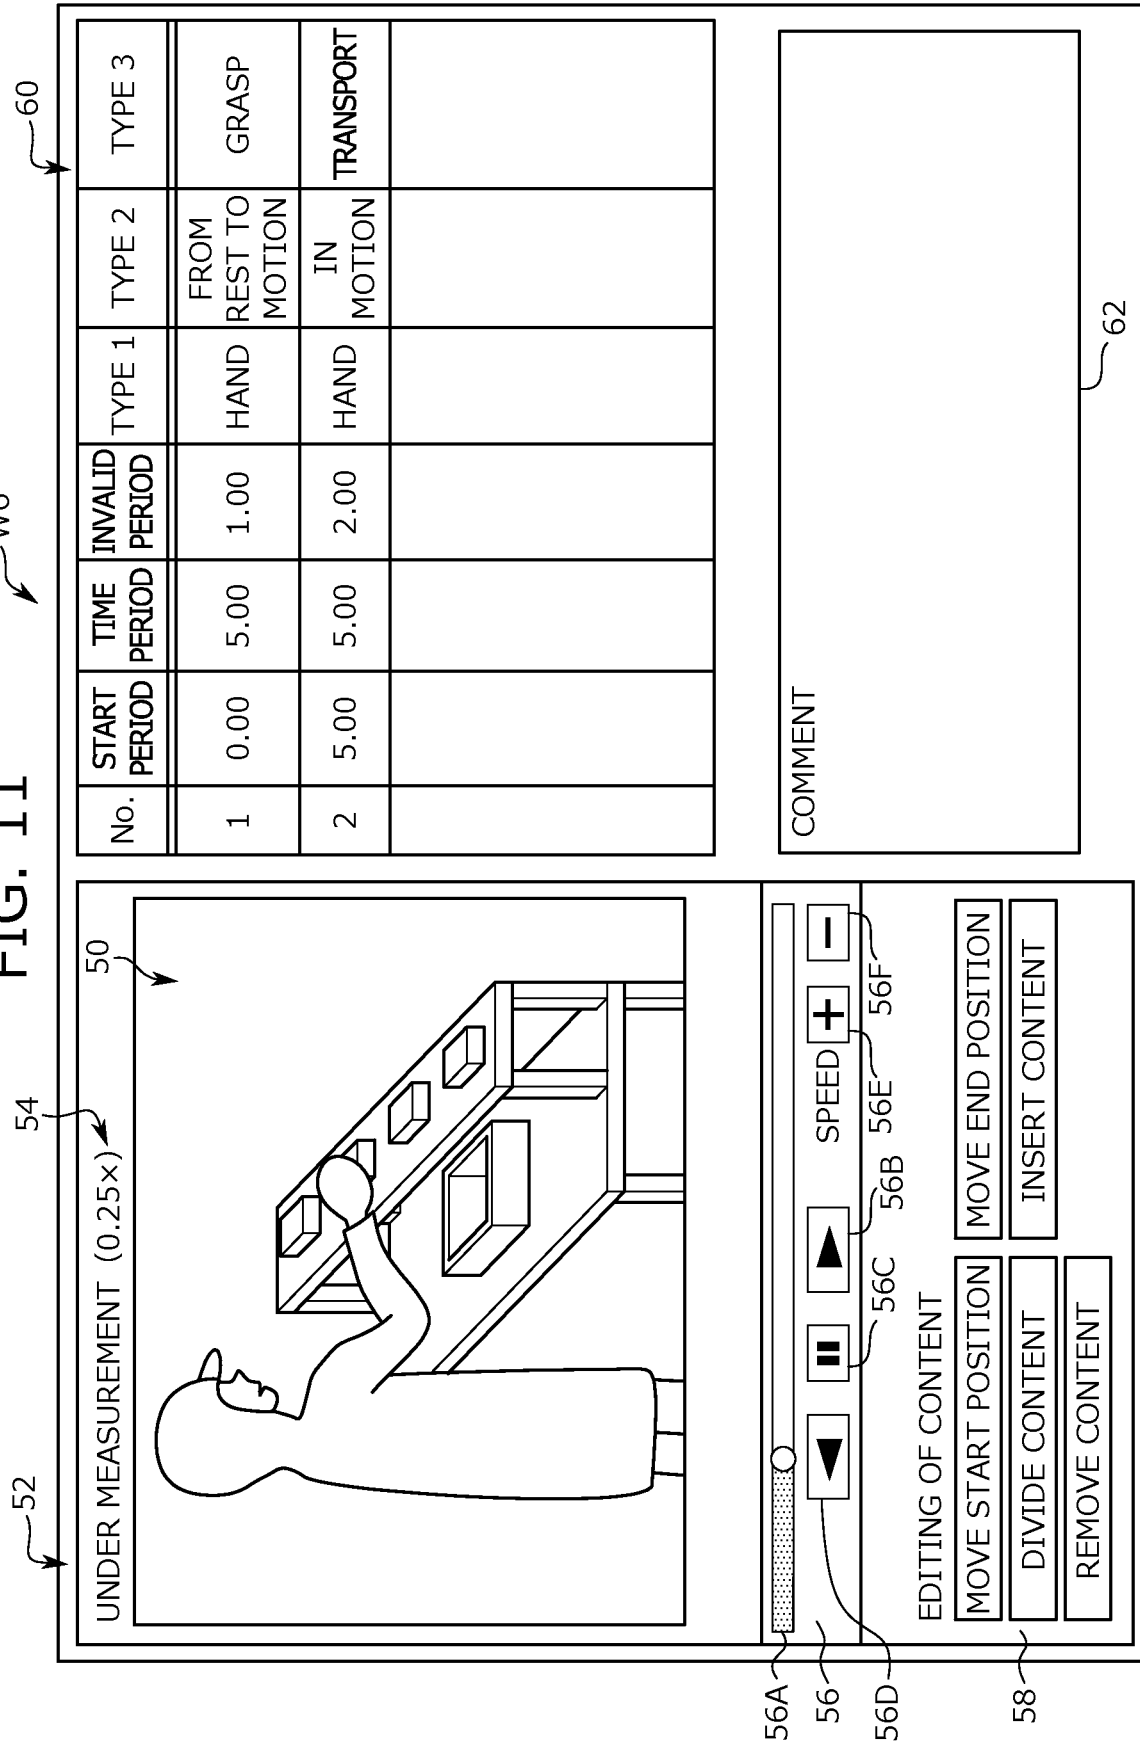 FIG. 11
W6
52
54
UNDER MEASUREMENT (0.25×)
50
56A
56
56D
56C
56B
SPEED
56E
56F
EDITING OF CONTENT
MOVE START POSITION
MOVE END POSITION
DIVIDE CONTENT
INSERT CONTENT
REMOVE CONTENT
58
60
No.
START PERIOD
TIME PERIOD
INVALID PERIOD
TYPE 1
TYPE 2
TYPE 3
1
0.00
5.00
1.00
HAND
FROM
REST TO
MOTION
GRASP
2
5.00
5.00
2.00
HAND
IN
MOTION
TRANSPORT
COMMENT
62